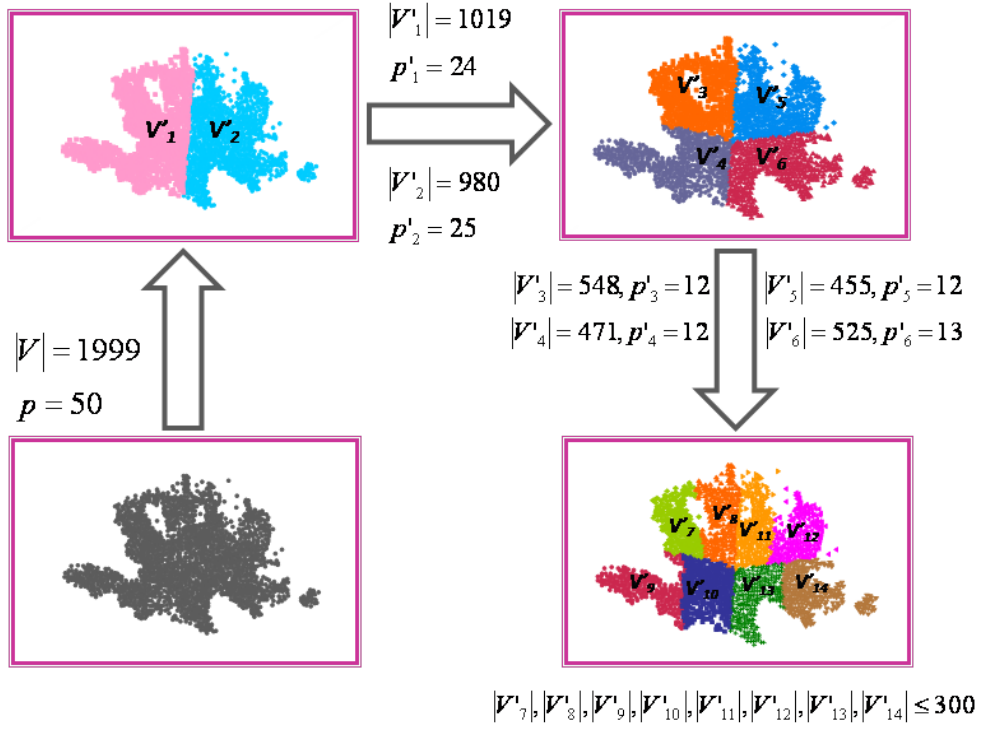 |V'₁| = 1019
p'₁ = 24
|V'₂| = 980
p'₂ = 25
V'₁ V'₂
V'₃ V'₅
V'₄ V'₆
|V'₃| = 548, p'₃ = 12
|V'₄| = 471, p'₄ = 12
|V'₅| = 455, p'₅ = 12
|V'₆| = 525, p'₆ = 13
|V| = 1999
p = 50
V'₇ V'₈ V'₁₁ V'₁₂
V'₉ V'₁₀ V'₁₃ V'₁₄
|V'₇|,|V'₈|,|V'₉|,|V'₁₀|,|V'₁₁|,|V'₁₂|,|V'₁₃|,|V'₁₄| ≤ 300